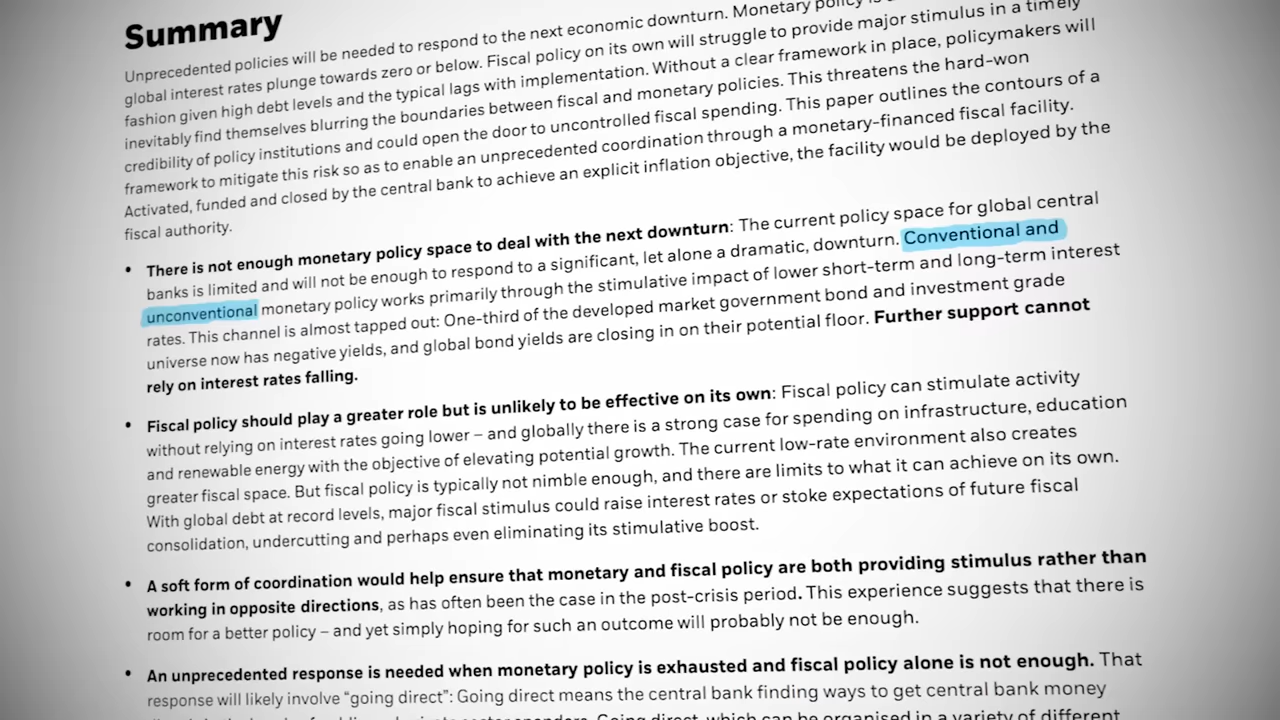 Summary
Unprecedented policies will be needed to respond to the next economic downturn. Monetary policy is
global interest rates plunge towards zero or below. Fiscal policy on its own will struggle to provide major stimulus in a timely
fashion given high debt levels and the typical lags with implementation. Without a clear framework in place, policymakers will
inevitably find themselves blurring the boundaries between fiscal and monetary policies. This threatens the hard-won
credibility of policy institutions and could open the door to uncontrolled fiscal spending. This paper outlines the contours of a
framework to mitigate this risk so as to enable an unprecedented coordination through a monetary-financed fiscal facility.
Activated, funded and closed by the central bank to achieve an explicit inflation objective, the facility would be deployed by the
fiscal authority.
• There is not enough monetary policy space to deal with the next downturn: The current policy space for global central
banks is limited and will not be enough to respond to a significant, let alone a dramatic, downturn. Conventional and
unconventional monetary policy works primarily through the stimulative impact of lower short-term and long-term interest
rates. This channel is almost tapped out: One-third of the developed market government bond and investment grade
universe now has negative yields, and global bond yields are closing in on their potential floor. Further support cannot
rely on interest rates falling.
• Fiscal policy should play a greater role but is unlikely to be effective on its own: Fiscal policy can stimulate activity
without relying on interest rates going lower – and globally there is a strong case for spending on infrastructure, education
and renewable energy with the objective of elevating potential growth. The current low-rate environment also creates
greater fiscal space. But fiscal policy is typically not nimble enough, and there are limits to what it can achieve on its own.
With global debt at record levels, major fiscal stimulus could raise interest rates or stoke expectations of future fiscal
consolidation, undercutting and perhaps even eliminating its stimulative boost.
• A soft form of coordination would help ensure that monetary and fiscal policy are both providing stimulus rather than
working in opposite directions, as has often been the case in the post-crisis period. This experience suggests that there is
room for a better policy – and yet simply hoping for such an outcome will probably not be enough.
• An unprecedented response is needed when monetary policy is exhausted and fiscal policy alone is not enough. That
response will likely involve “going direct”: Going direct means the central bank finding ways to get central bank money
Going direct, which can be organised in a variety of different